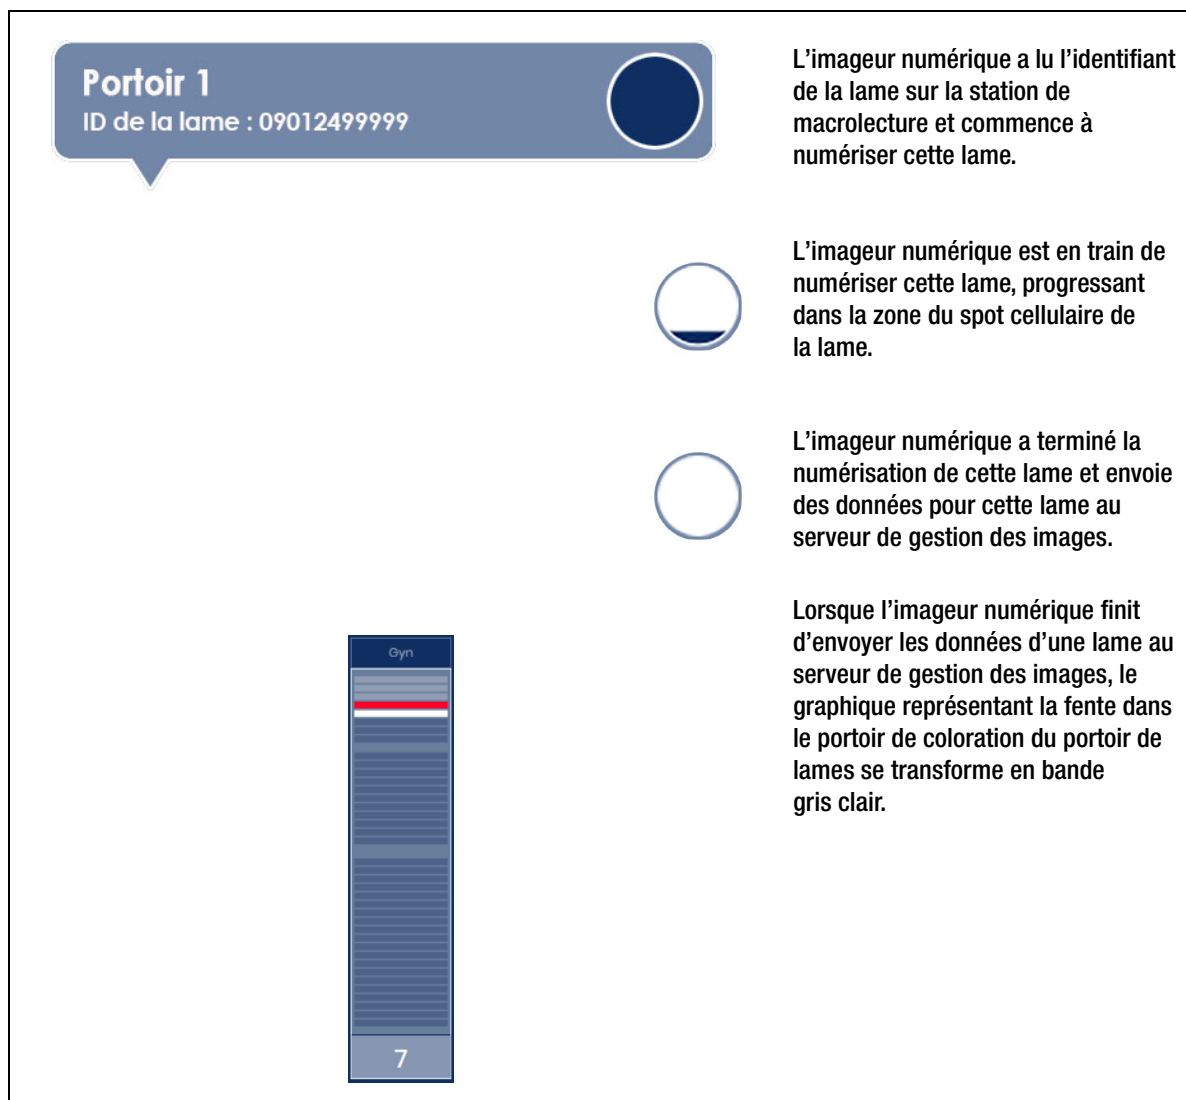 Portoir 1
ID de la lame : 09012499999
L’imageur numérique a lu l’identifiant
de la lame sur la station de
macrolecture et commence à
numériser cette lame.
L’imageur numérique est en train de
numériser cette lame, progressant
dans la zone du spot cellulaire de
la lame.
L’imageur numérique a terminé la
numérisation de cette lame et envoie
des données pour cette lame au
serveur de gestion des images.
Gyn
7
Lorsque l’imageur numérique finit
d’envoyer les données d’une lame au
serveur de gestion des images, le
graphique représentant la fente dans
le portoir de coloration du portoir de
lames se transforme en bande
gris clair.